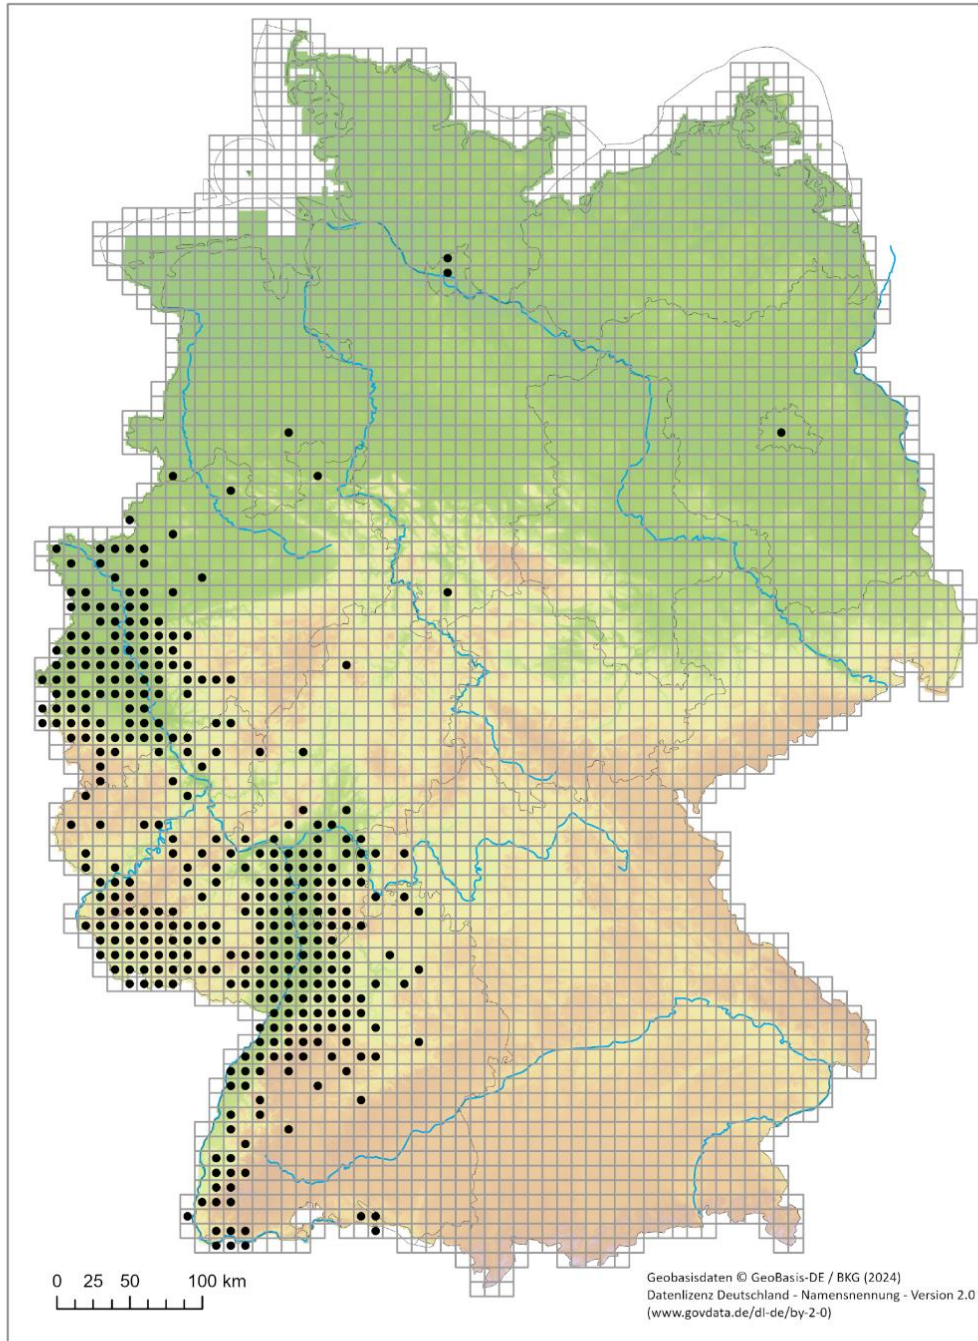 0 25 50 100 km
Geobasisdaten © GeoBasis-DE / BKG (2024)
Datenlizenz Deutschland - Namensnennung - Version 2.0
(www.govdata.de/dl-de/by-2-0)